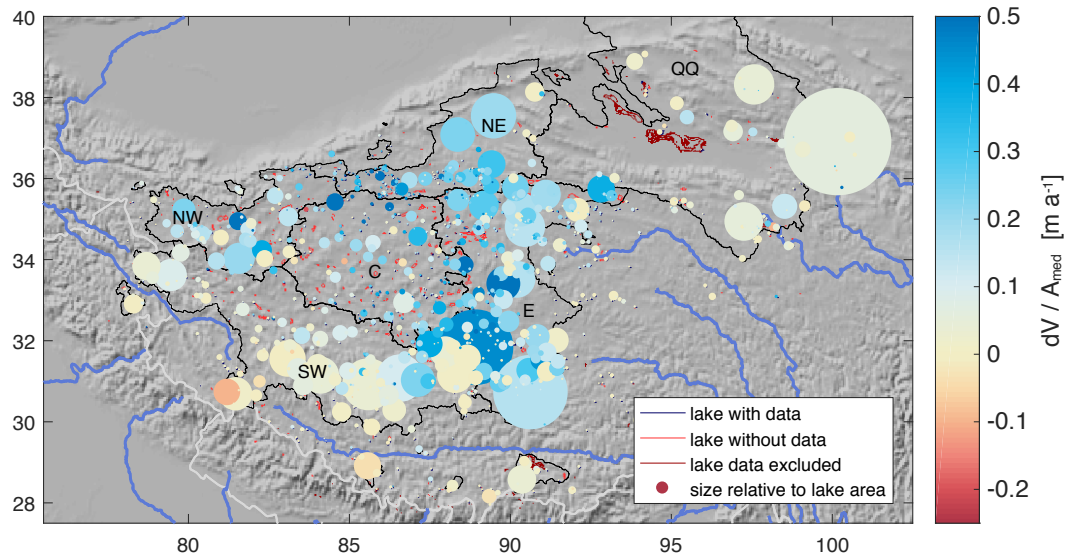 40
38
36
34
32
30
28
80
85
90
95
100
QQ
NE
NW
C
E
SW
lake with data
lake without data
lake data excluded
size relative to lake area
0.5
0.4
0.3
0.2
0.1
0
-0.1
-0.2
dV / A_med [m a⁻¹]